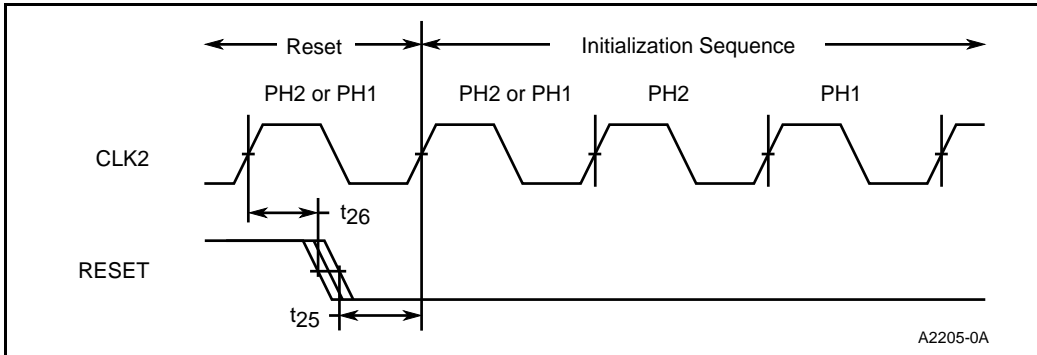 Reset
Initialization Sequence
PH2 or PH1
PH2 or PH1
PH2
PH1
CLK2
t26
RESET
t25
A2205-0A